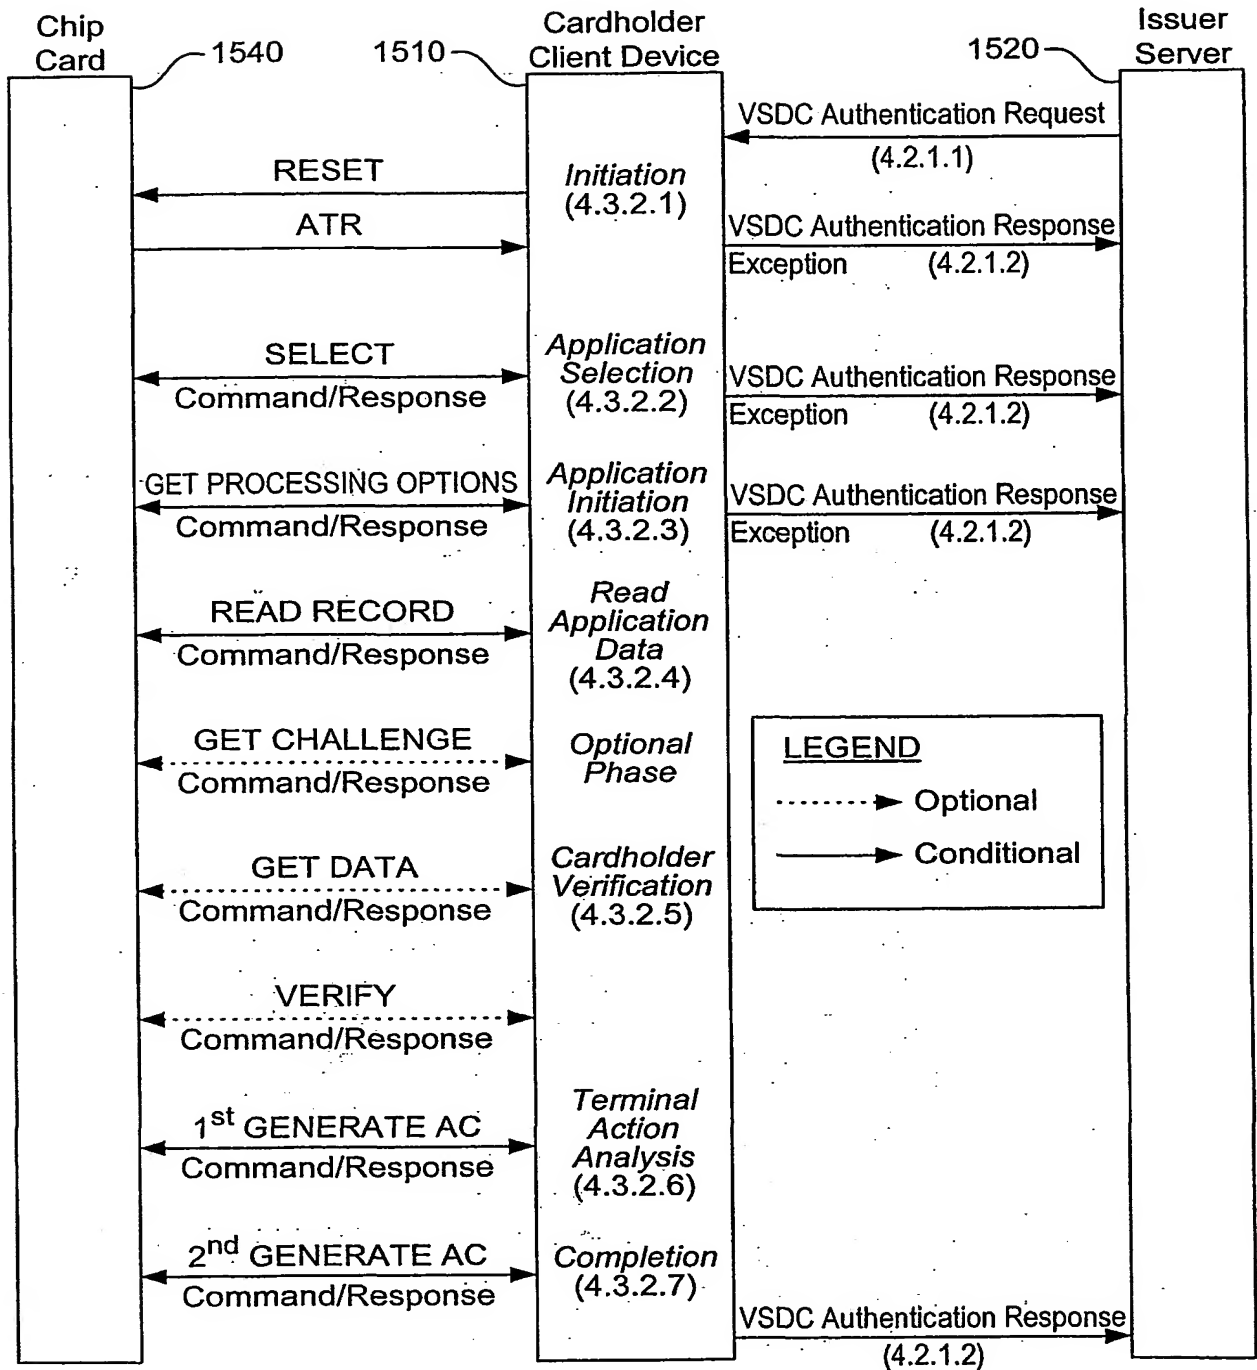 Chip
Card
1540
1510
Cardholder
Client Device
1520
Issuer
Server
VSDC Authentication Request
(4.2.1.1)
RESET
Initiation
(4.3.2.1)
ATR
VSDC Authentication Response
Exception (4.2.1.2)
SELECT
Command/Response
Application
Selection
(4.3.2.2)
VSDC Authentication Response
Exception (4.2.1.2)
GET PROCESSING OPTIONS
Command/Response
Application
Initiation
(4.3.2.3)
VSDC Authentication Response
Exception (4.2.1.2)
READ RECORD
Command/Response
Read
Application
Data
(4.3.2.4)
GET CHALLENGE
Command/Response
Optional
Phase
LEGEND
Optional
Conditional
GET DATA
Command/Response
Cardholder
Verification
(4.3.2.5)
VERIFY
Command/Response
1st GENERATE AC
Command/Response
Terminal
Action
Analysis
(4.3.2.6)
2nd GENERATE AC
Command/Response
Completion
(4.3.2.7)
VSDC Authentication Response
(4.2.1.2)